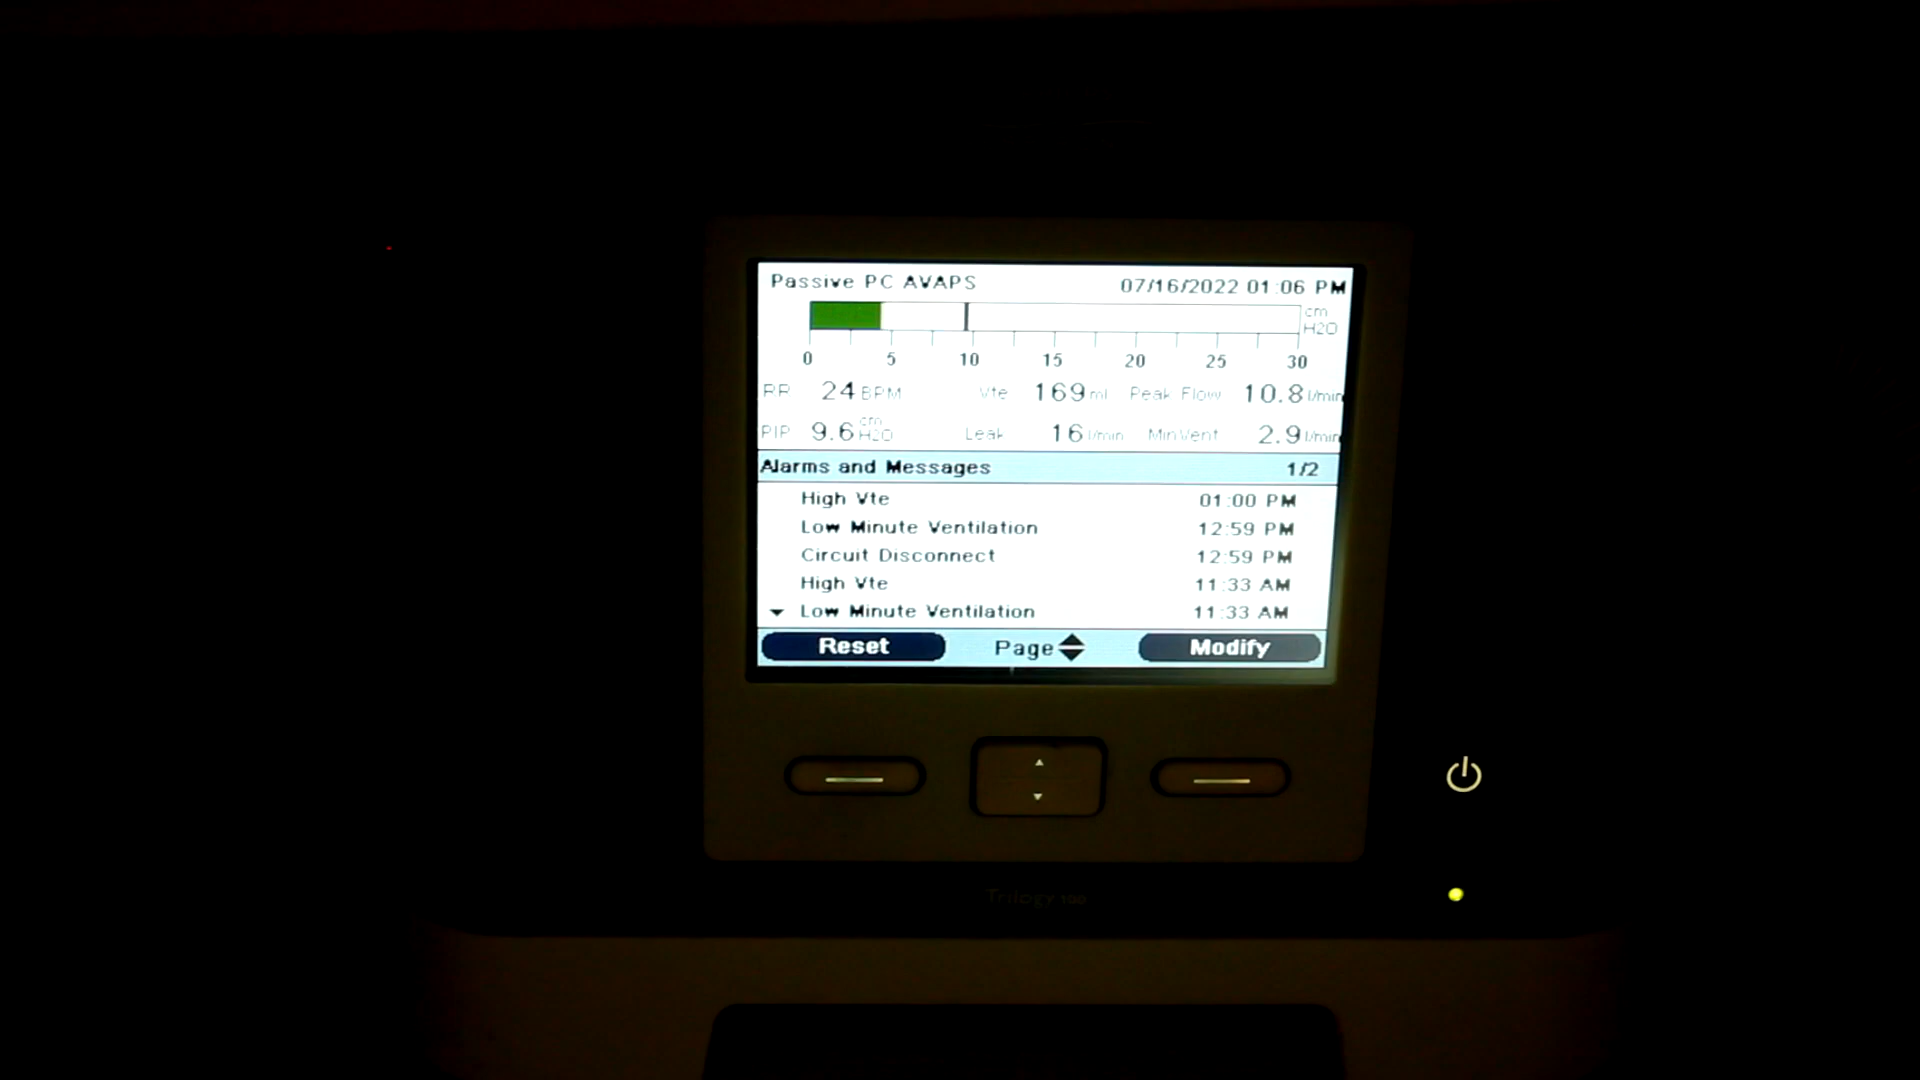 Passive PC AVAPS 07/16/2022 01:06 PM
cm
H2O
0 5 10 15 20 25 30
RR 24 BPM Vte 169 ml Peak Flow 10.8 l/min
PIP 9.6 cm H2O Leak 16 l/min MinVent 2.9 l/min
Alarms and Messages 1/2
High Vte 01:00 PM
Low Minute Ventilation 12:59 PM
Circuit Disconnect 12:59 PM
High Vte 11:33 AM
Low Minute Ventilation 11:33 AM
Reset Page Modify
Trilogy 100